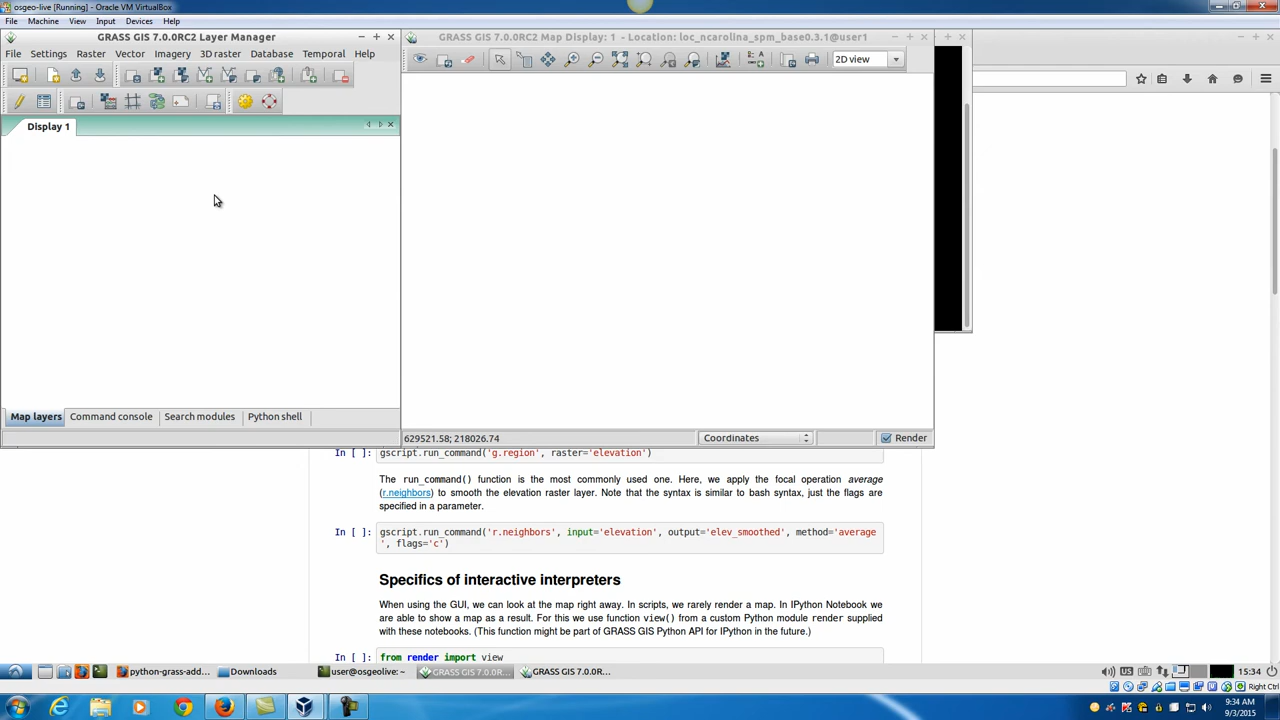 osgeo-live [Running] - Oracle VM VirtualBox
File Machine View Input Devices Help
GRASS GIS 7.0.0RC2 Layer Manager
GRASS GIS 7.0.0RC2 Map Display: 1 - Location: loc_ncarolina_spm_base0.3.1@user1
File Settings Raster Vector Imagery 3D raster Database Temporal Help
2D view
Display 1
Map layers Command console Search modules Python shell
629521.58; 218026.74
Coordinates
Render
In [ ]: gscript.run_command('g.region', raster='elevation')
The run_command() function is the most commonly used one. Here, we apply the focal operation average
(r.neighbors) to smooth the elevation raster layer. Note that the syntax is similar to bash syntax, just the flags are
specified in a parameter.
In [ ]: gscript.run_command('r.neighbors', input='elevation', output='elev_smoothed', method='average
', flags='c')
Specifics of interactive interpreters
When using the GUI, we can look at the map right away. In scripts, we rarely render a map. In IPython Notebook we
are able to show a map as a result. For this we use function view() from a custom Python module render supplied
with these notebooks. (This function might be part of GRASS GIS Python API for IPython in the future.)
In [ ]: from render import view
python-grass-add... Downloads user@osgeolive: ~ GRASS GIS 7.0.0R... GRASS GIS 7.0.0R... US 15:34
Right Ctrl
9:34 AM
9/3/2015